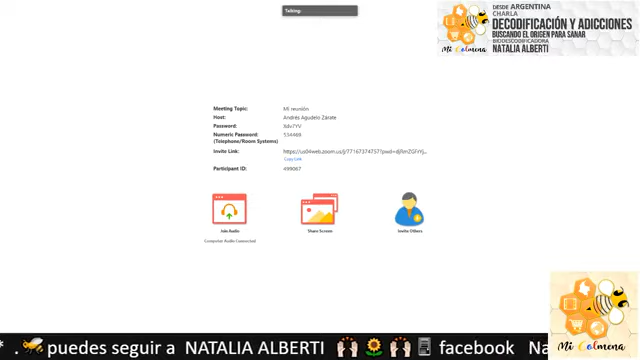 Talking:
DESDE ARGENTINA
CHARLA
DECODIFICACIÓN Y ADICCIONES
BUSCANDO EL ORIGEN PARA SANAR
BIODESCODIFICADORA
NATALIA ALBERTI
Mi Colmena
Meeting Topic: Mi reunión
Host: Andrés Agudelo Zárate
Password: Xdv7YV
Numeric Password: 534469
(Telephone/Room Systems)
Invite Link:
Copy Link
Participant ID: 499067
Join Audio
Share Screen
Invite Others
Computer Audio Connected
Mi Colmena
* . puedes seguir a NATALIA ALBERTI facebook Na